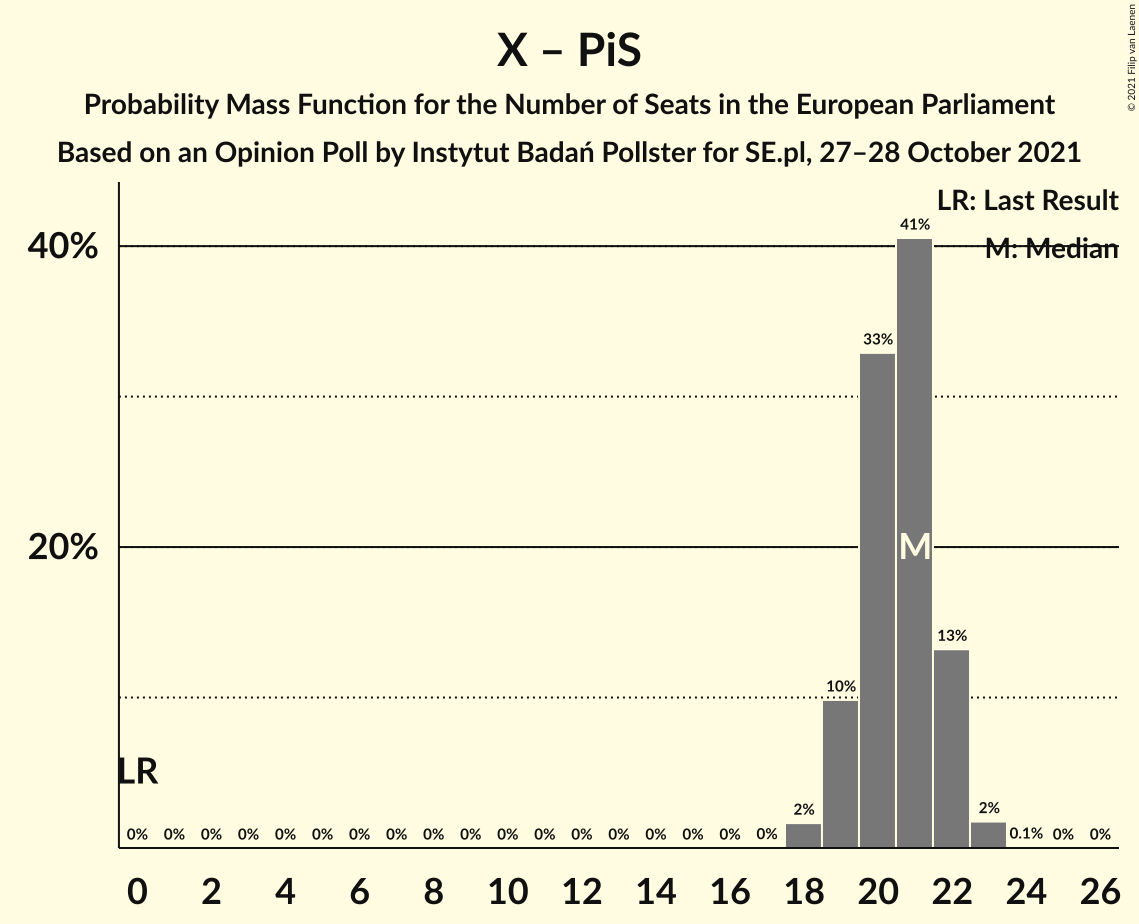 X – PiS
Probability Mass Function for the Number of Seats in the European Parliament
Based on an Opinion Poll by Instytut Badań Pollster for SE.pl, 27–28 October 2021
© 2021 Filip van Laenen
LR: Last Result
M: Median
40%
20%
41%
33%
M
13%
10%
LR
0% 0% 0% 0% 0% 0% 0% 0% 0% 0% 0% 0% 0% 0% 0% 0% 0% 0% 2% 2% 0.1% 0% 0%
0 2 4 6 8 10 12 14 16 18 20 22 24 26